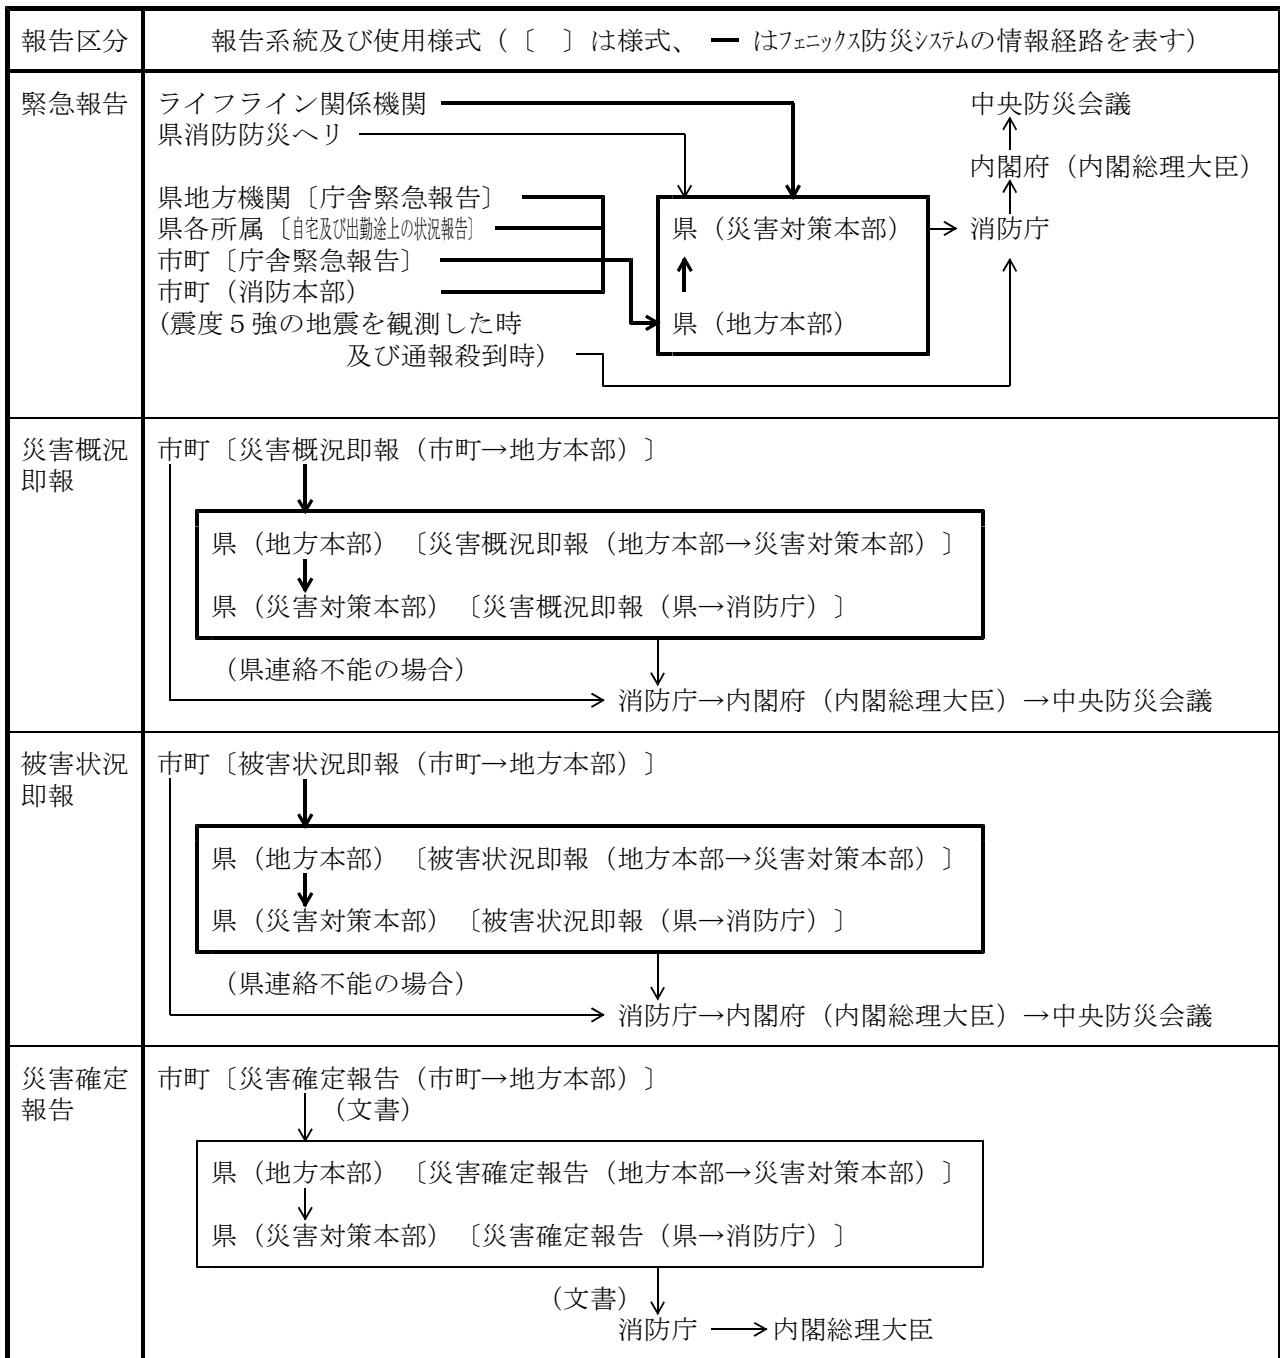 報告区分
報告系統及び使用様式（〔　〕は様式、━はフェニックス防災システムの情報経路を表す）
緊急報告
ライフライン関係機関
中央防災会議
県消防防災ヘリ
内閣府（内閣総理大臣）
県地方機関〔庁舎緊急報告〕
県各所属〔自宅及び出勤途上の状況報告〕
県（災害対策本部）
消防庁
市町〔庁舎緊急報告〕
市町（消防本部）
（震度５強の地震を観測した時
県（地方本部）
及び通報殺到時）
災害概況
即報
市町〔災害概況即報（市町→地方本部）〕
県（地方本部）〔災害概況即報（地方本部→災害対策本部）〕
県（災害対策本部）〔災害概況即報（県→消防庁）〕
（県連絡不能の場合）
消防庁→内閣府（内閣総理大臣）→中央防災会議
被害状況
即報
市町〔被害状況即報（市町→地方本部）〕
県（地方本部）〔被害状況即報（地方本部→災害対策本部）〕
県（災害対策本部）〔被害状況即報（県→消防庁）〕
（県連絡不能の場合）
消防庁→内閣府（内閣総理大臣）→中央防災会議
災害確定
報告
市町〔災害確定報告（市町→地方本部）〕
（文書）
県（地方本部）〔災害確定報告（地方本部→災害対策本部）〕
県（災害対策本部）〔災害確定報告（県→消防庁）〕
（文書）
消防庁 → 内閣総理大臣